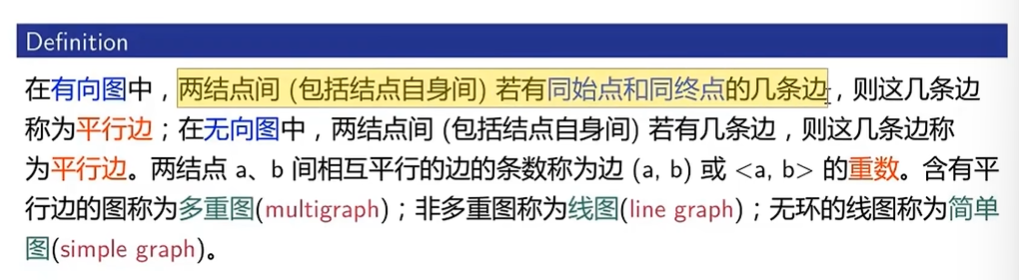 Definition
在有向图中，两结点间 (包括结点自身间) 若有同始点和同终点的几条边，则这几条边
称为平行边；在无向图中，两结点间 (包括结点自身间) 若有几条边，则这几条边称
为平行边。两结点 a、b 间相互平行的边的条数称为边 (a, b) 或 <a, b> 的重数。含有平
行边的图称为多重图(multigraph)；非多重图称为线图(line graph)；无环的线图称为简单
图(simple graph)。